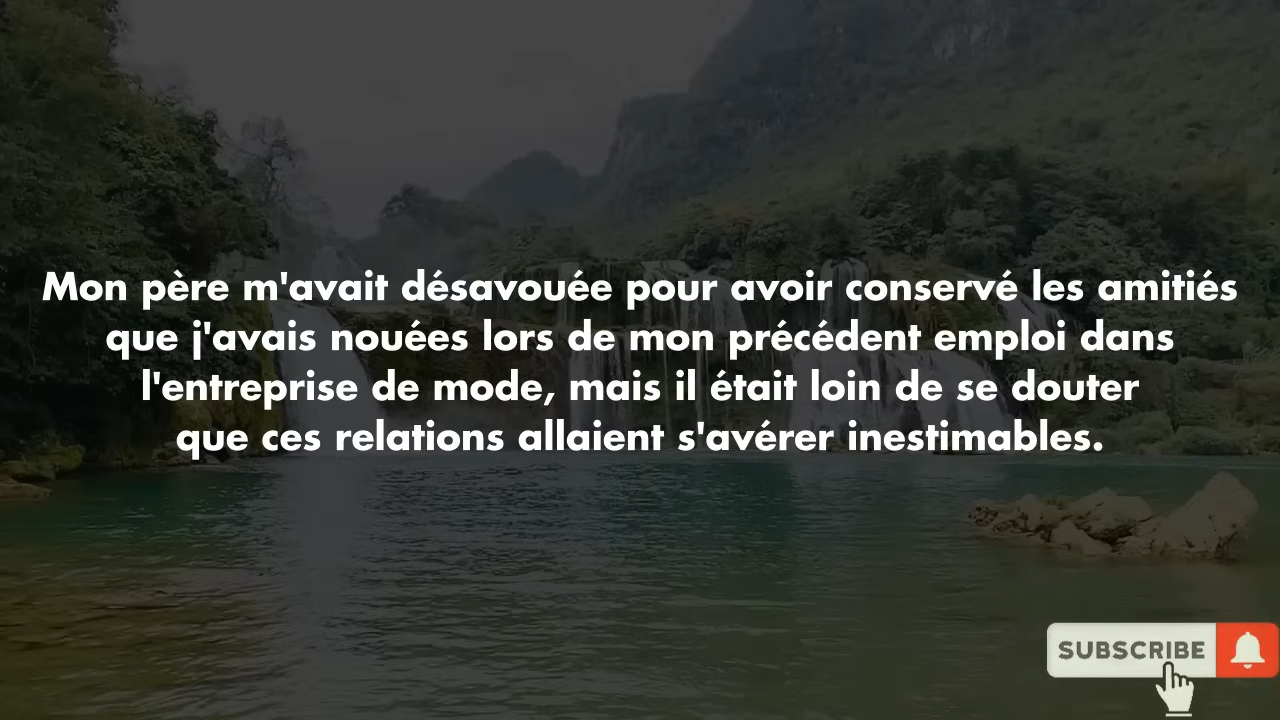 Mon père m'avait désavouée pour avoir conservé les amitiés
que j'avais nouées lors de mon précédent emploi dans
l'entreprise de mode, mais il était loin de se douter
que ces relations allaient s'avérer inestimables.
SUBSCRIBE